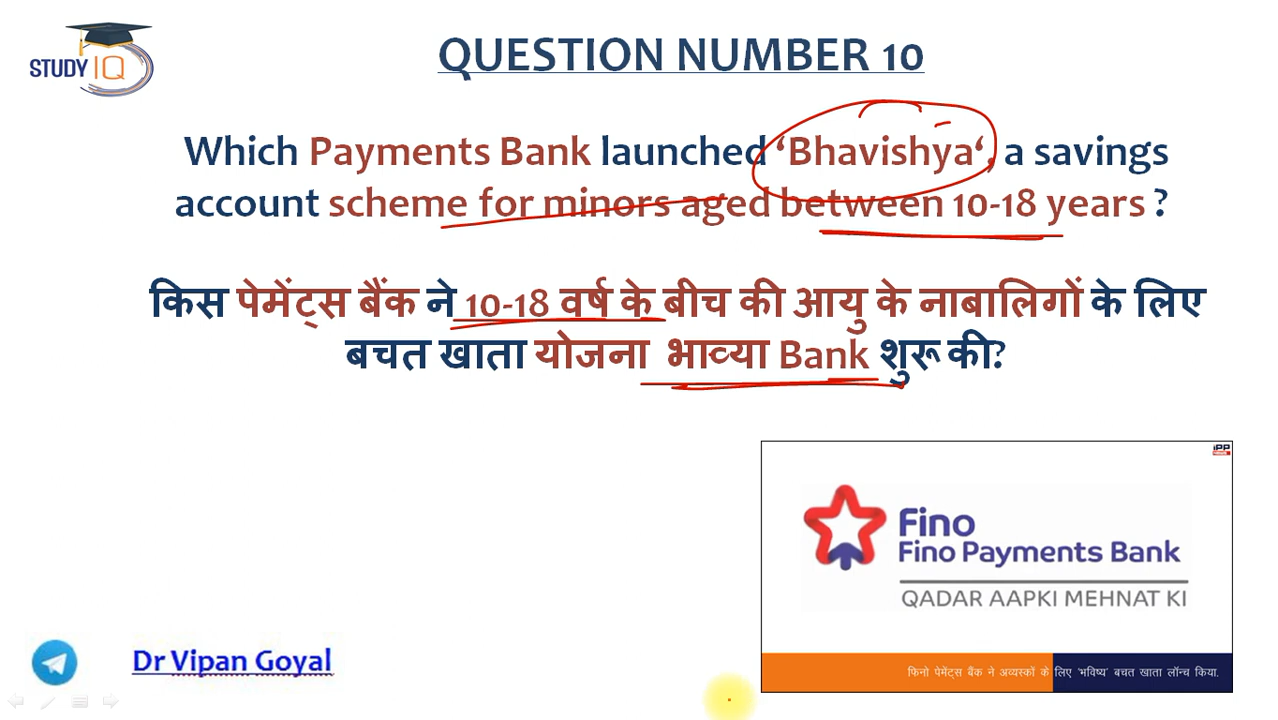 STUDY IQ
QUESTION NUMBER 10
Which Payments Bank launched ‘Bhavishya‘, a savings
account scheme for minors aged between 10-18 years ?
किस पेमेंट्स बैंक ने 10-18 वर्ष के बीच की आयु के नाबालिगों के लिए
बचत खाता योजना भाव्या Bank शुरू की?
IPP
Fino
Fino Payments Bank
QADAR AAPKI MEHNAT KI
फिनो पेमेंट्स बैंक ने अव्यस्कों के लिए 'भविष्य' बचत खाता लॉन्च किया.
Dr Vipan Goyal